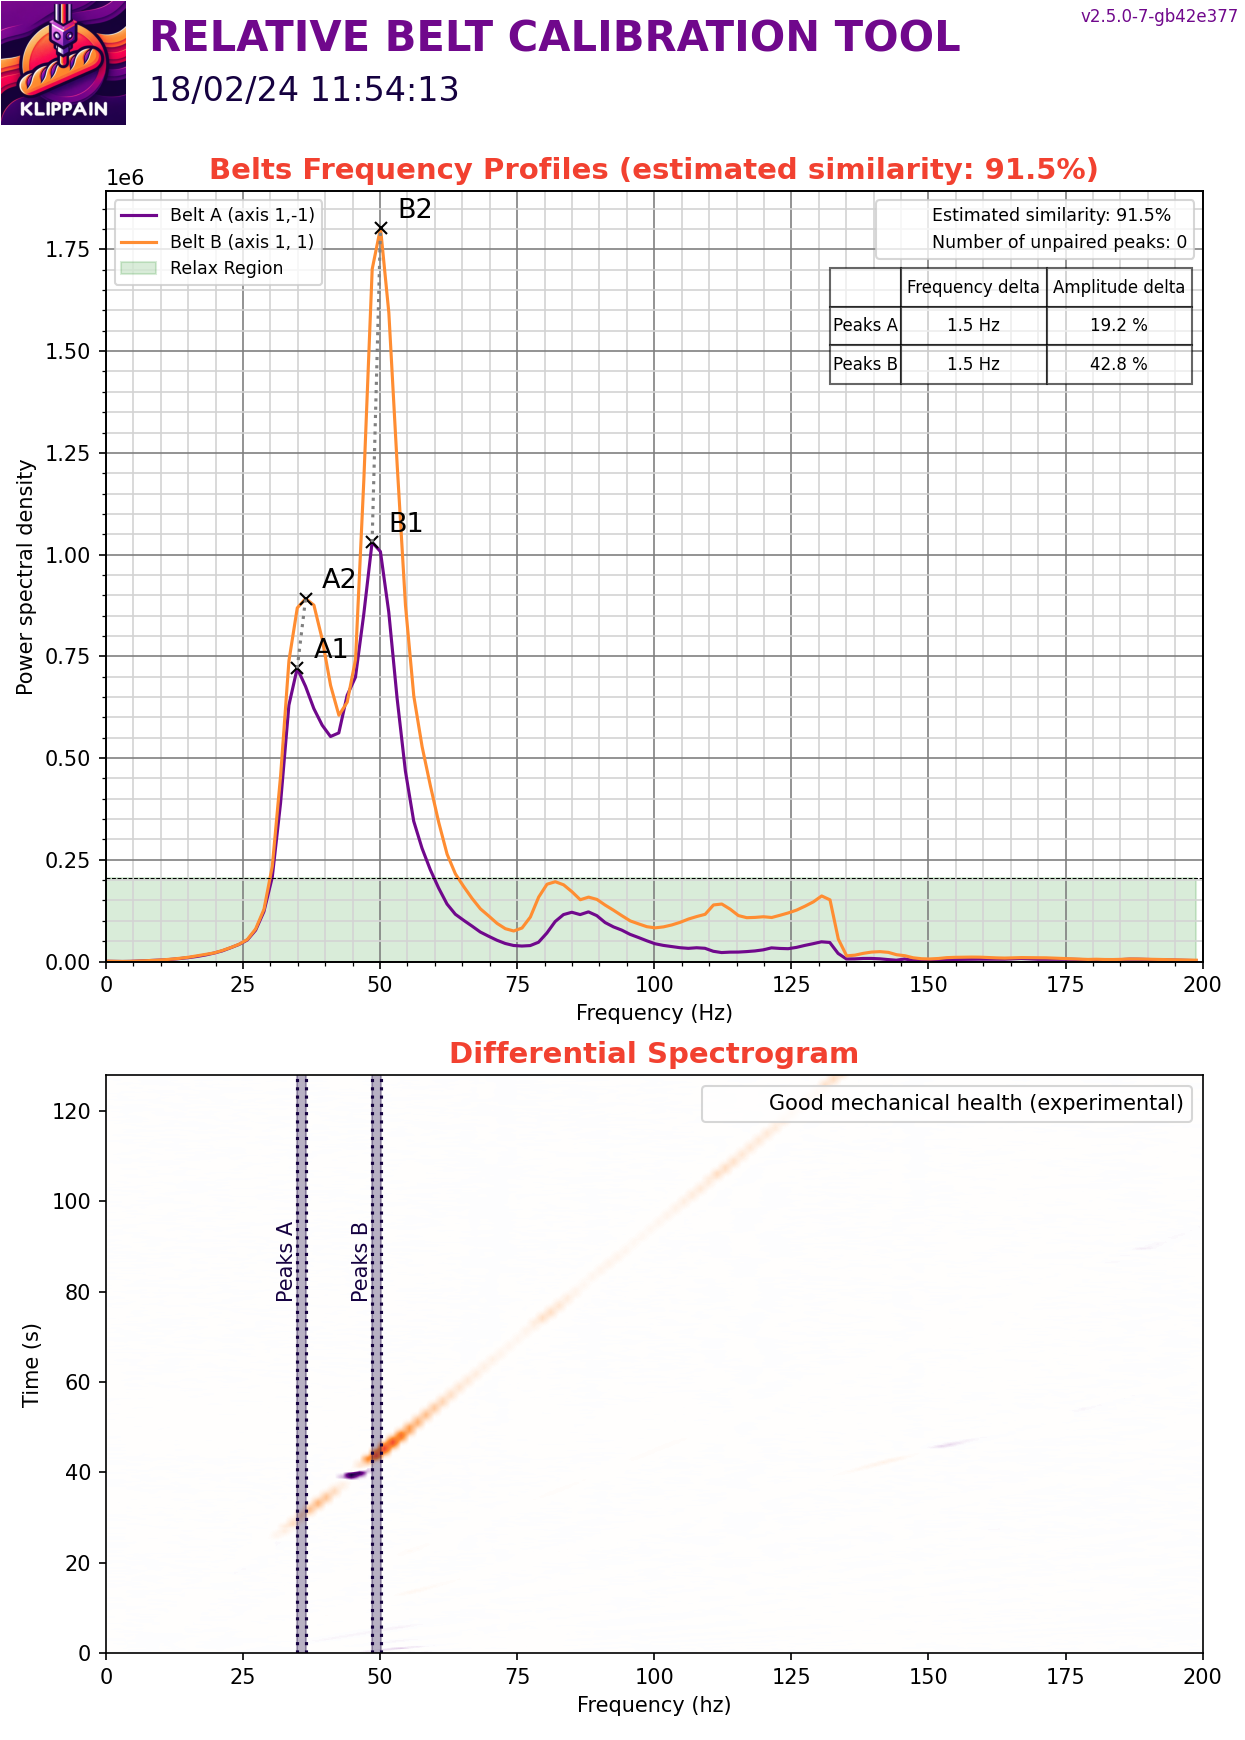 KLIPPAIN
RELATIVE BELT CALIBRATION TOOL
18/02/24 11:54:13
v2.5.0-7-gb42e377
Belts Frequency Profiles (estimated similarity: 91.5%)
1e6
Belt A (axis 1,-1)
Belt B (axis 1, 1)
Relax Region
Estimated similarity: 91.5%
Number of unpaired peaks: 0
Frequency delta Amplitude delta
Peaks A 1.5 Hz 19.2 %
Peaks B 1.5 Hz 42.8 %
B2
B1
A2
A1
Power spectral density
1.75
1.50
1.25
1.00
0.75
0.50
0.25
0.00
0 25 50 75 100 125 150 175 200
Frequency (Hz)
Differential Spectrogram
Good mechanical health (experimental)
Peaks A
Peaks B
Time (s)
120
100
80
60
40
20
0
0 25 50 75 100 125 150 175 200
Frequency (hz)